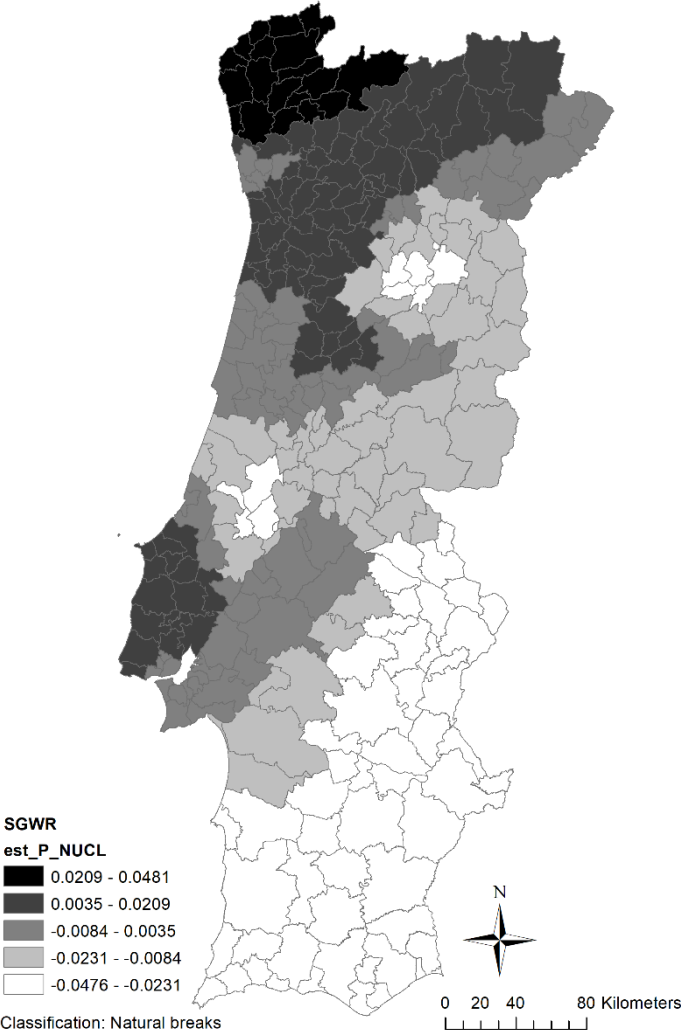 SGWR
est_P_NUCL
0.0209 - 0.0481
0.0035 - 0.0209
-0.0084 - 0.0035
-0.0231 - -0.0084
-0.0476 - -0.0231
Classification: Natural breaks
N
0 20 40 80 Kilometers